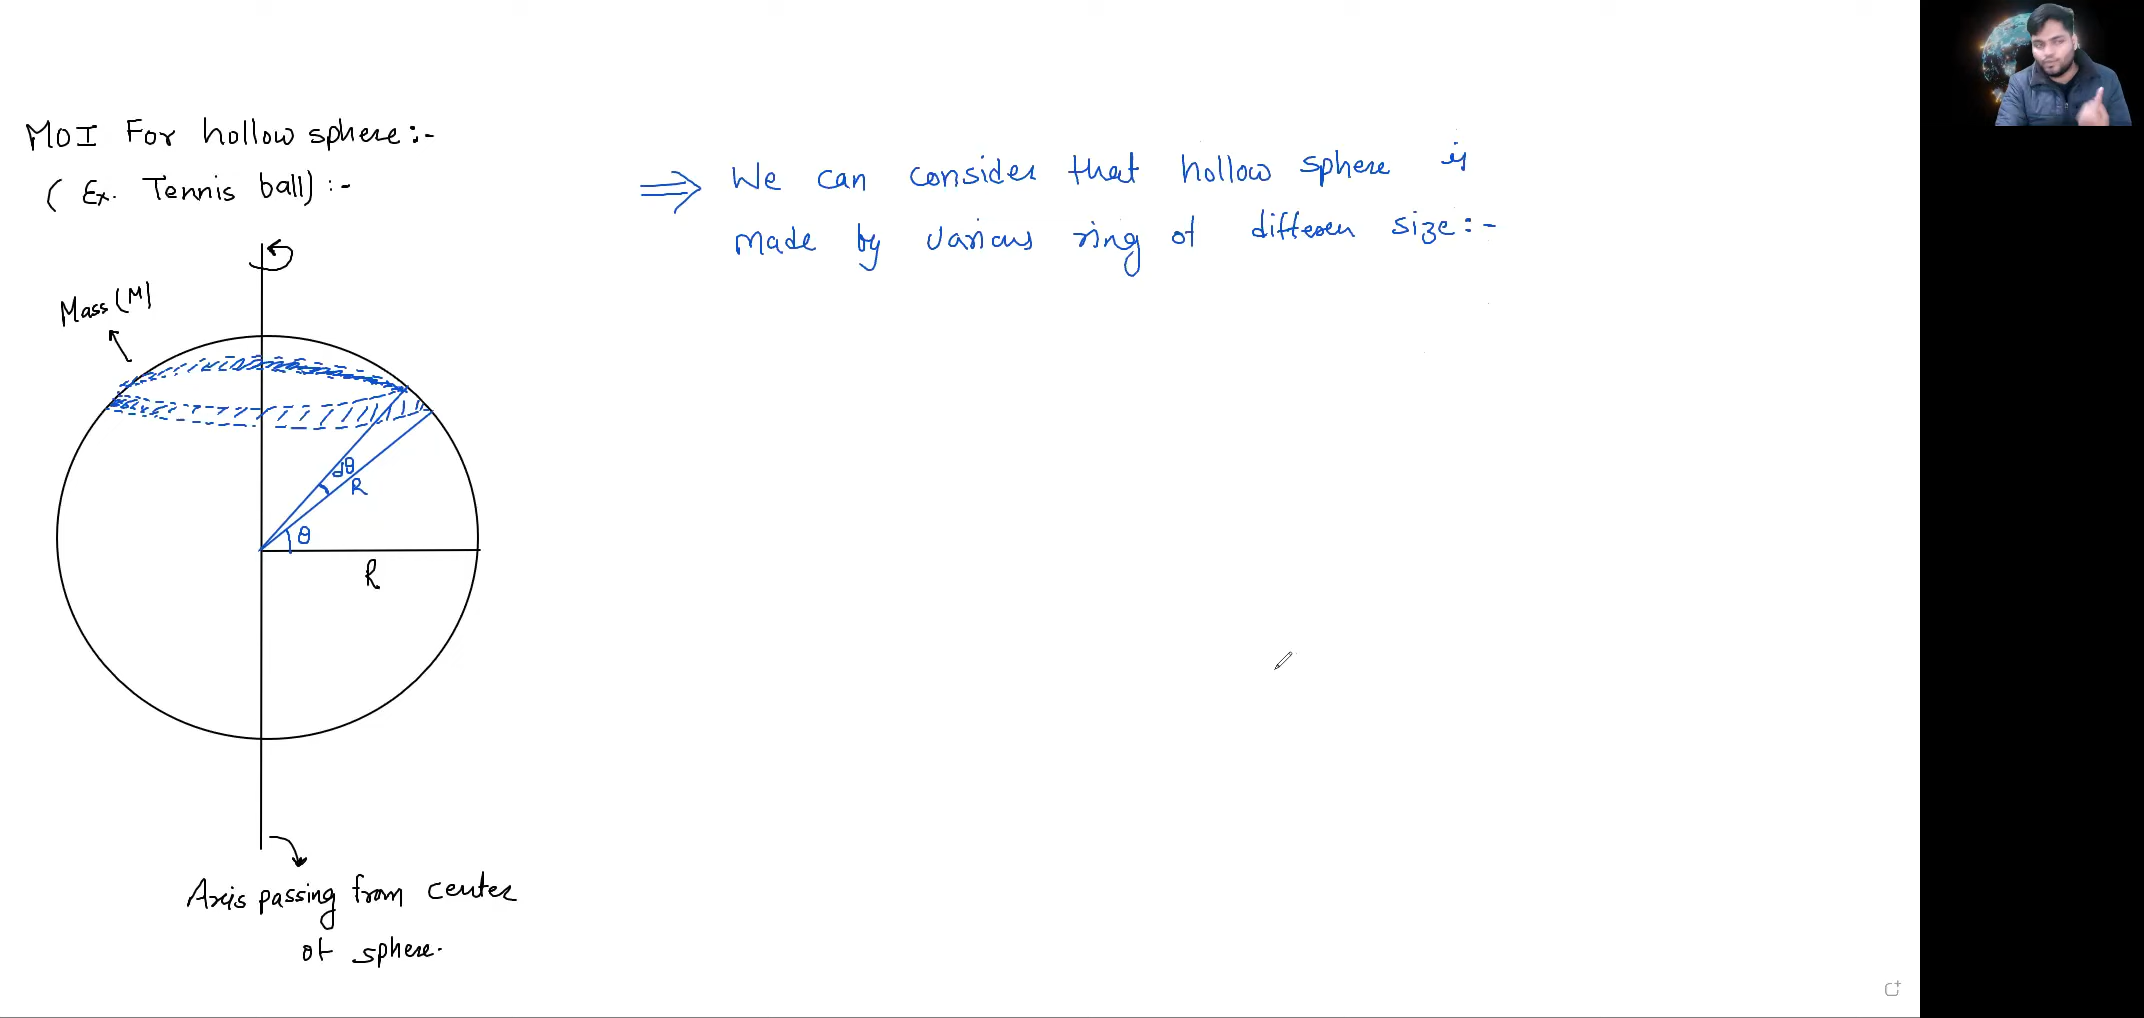 MOI For hollow sphere:-
( Ex. Tennis ball) :-
Mass (M)
dθ
R
θ
R
Axis passing from center
of sphere.
⇒ We can consider that hollow sphere is
made by various ring of differen size:-